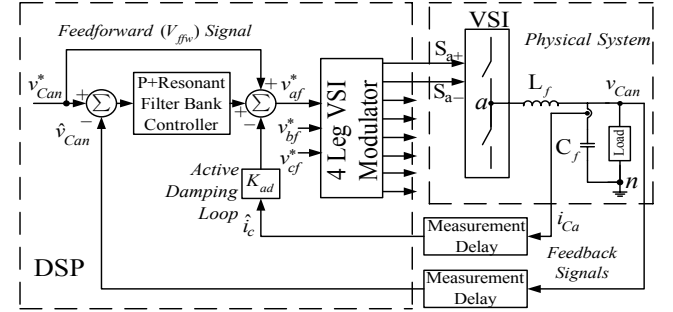 Feedforward (V_ffw) Signal
v*_Can
+
Σ
−
v̂_Can
P+Resonant
Filter Bank
Controller
+
+
Σ
−
v*_af
v*_bf
v*_cf
4 Leg VSI
Modulator
Active
Damping
Loop
K_ad
î_c
DSP
S_a+
S_a−
VSI
a
Physical System
L_f
v_Can
C_f
Load
n
i_Ca
Measurement
Delay
Feedback
Signals
Measurement
Delay